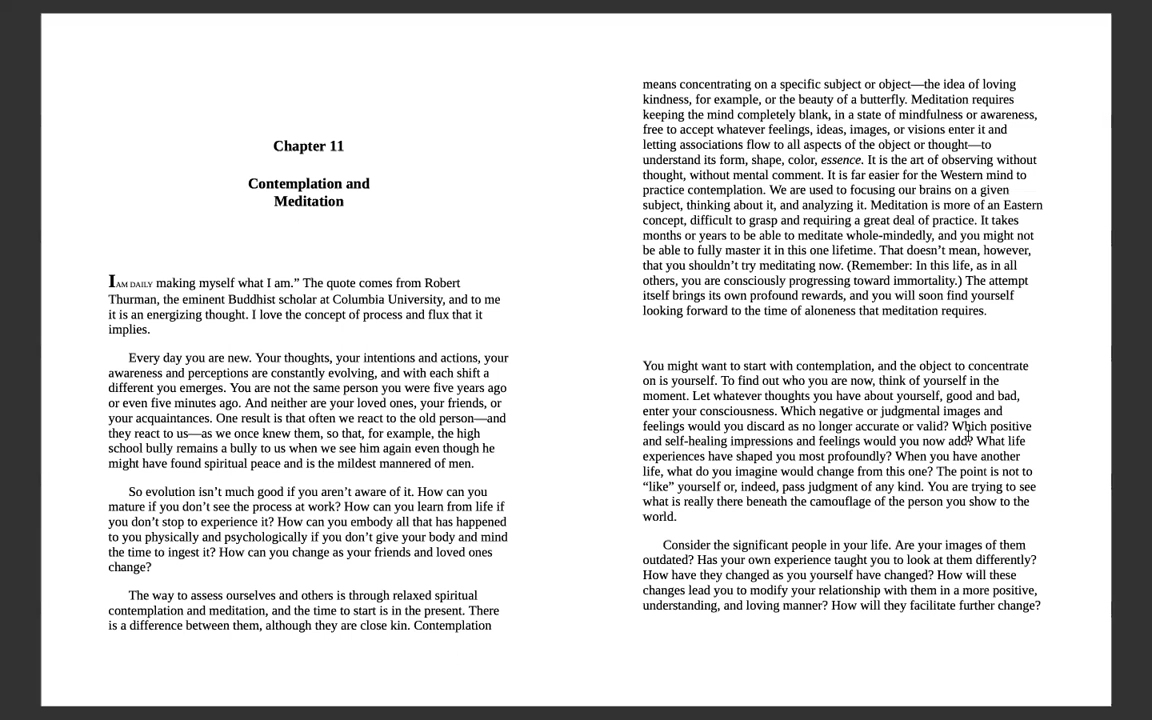 Chapter 11
Contemplation and
Meditation
I AM DAILY making myself what I am.” The quote comes from Robert
Thurman, the eminent Buddhist scholar at Columbia University, and to me
it is an energizing thought. I love the concept of process and flux that it
implies.
Every day you are new. Your thoughts, your intentions and actions, your
awareness and perceptions are constantly evolving, and with each shift a
different you emerges. You are not the same person you were five years ago
or even five minutes ago. And neither are your loved ones, your friends, or
your acquaintances. One result is that often we react to the old person—and
they react to us—as we once knew them, so that, for example, the high
school bully remains a bully to us when we see him again even though he
might have found spiritual peace and is the mildest mannered of men.
So evolution isn’t much good if you aren’t aware of it. How can you
mature if you don’t see the process at work? How can you learn from life if
you don’t stop to experience it? How can you embody all that has happened
to you physically and psychologically if you don’t give your body and mind
the time to ingest it? How can you change as your friends and loved ones
change?
The way to assess ourselves and others is through relaxed spiritual
contemplation and meditation, and the time to start is in the present. There
is a difference between them, although they are close kin. Contemplation
means concentrating on a specific subject or object—the idea of loving
kindness, for example, or the beauty of a butterfly. Meditation requires
keeping the mind completely blank, in a state of mindfulness or awareness,
free to accept whatever feelings, ideas, images, or visions enter it and
letting associations flow to all aspects of the object or thought—to
understand its form, shape, color, essence. It is the art of observing without
thought, without mental comment. It is far easier for the Western mind to
practice contemplation. We are used to focusing our brains on a given
subject, thinking about it, and analyzing it. Meditation is more of an Eastern
concept, difficult to grasp and requiring a great deal of practice. It takes
months or years to be able to meditate whole-mindedly, and you might not
be able to fully master it in this one lifetime. That doesn’t mean, however,
that you shouldn’t try meditating now. (Remember: In this life, as in all
others, you are consciously progressing toward immortality.) The attempt
itself brings its own profound rewards, and you will soon find yourself
looking forward to the time of aloneness that meditation requires.
You might want to start with contemplation, and the object to concentrate
on is yourself. To find out who you are now, think of yourself in the
moment. Let whatever thoughts you have about yourself, good and bad,
enter your consciousness. Which negative or judgmental images and
feelings would you discard as no longer accurate or valid? Which positive
and self-healing impressions and feelings would you now add? What life
experiences have shaped you most profoundly? When you have another
life, what do you imagine would change from this one? The point is not to
“like” yourself or, indeed, pass judgment of any kind. You are trying to see
what is really there beneath the camouflage of the person you show to the
world.
Consider the significant people in your life. Are your images of them
outdated? Has your own experience taught you to look at them differently?
How have they changed as you yourself have changed? How will these
changes lead you to modify your relationship with them in a more positive,
understanding, and loving manner? How will they facilitate further change?